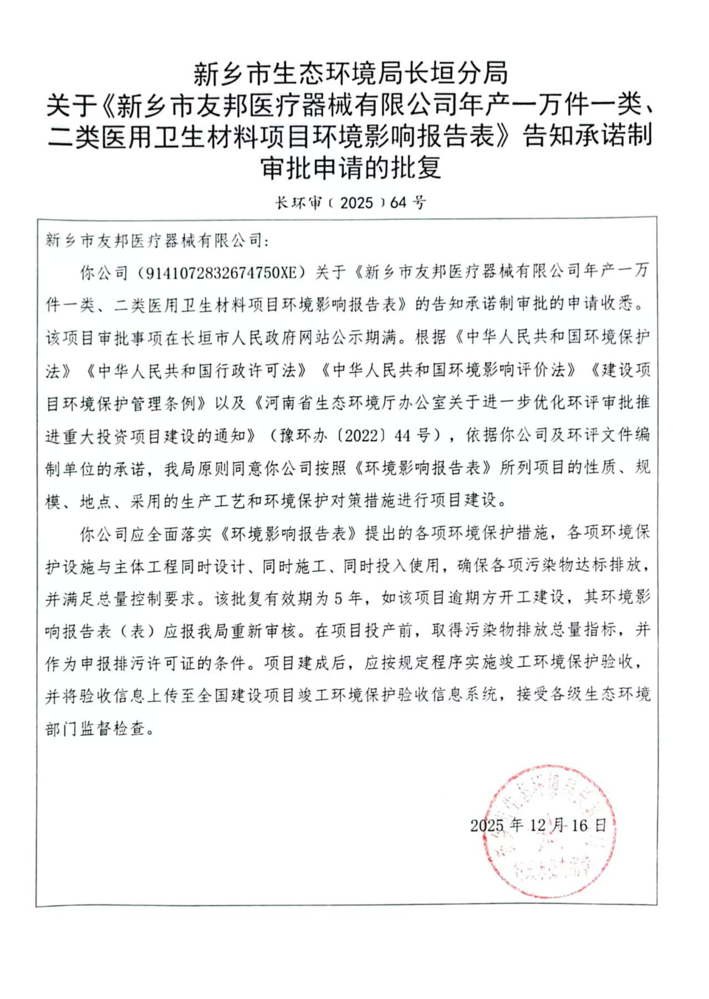 新乡市生态环境局长垣分局
关于《新乡市友邦医疗器械有限公司年产一万件一类、
二类医用卫生材料项目环境影响报告表》告知承诺制
审批申请的批复
长环审﹝2025﹞64 号
新乡市友邦医疗器械有限公司:
你公司（91410728326747​50XE）关于《新乡市友邦医疗器械有限公司年产一万
件一类、二类医用卫生材料项目环境影响报告表》的告知承诺制审批的申请收悉。
该项目审批事项在长垣市人民政府网站公示期满。根据《中华人民共和国环境保护
法》《中华人民共和国行政许可法》《中华人民共和国环境影响评价法》《建设项
目环境保护管理条例》以及《河南省生态环境厅办公室关于进一步优化环评审批推
进重大投资项目建设的通知》（豫环办〔2022〕44 号），依据你公司及环评文件编
制单位的承诺，我局原则同意你公司按照《环境影响报告表》所列项目的性质、规
模、地点、采用的生产工艺和环境保护对策措施进行项目建设。
你公司应全面落实《环境影响报告表》提出的各项环境保护措施，各项环境保
护设施与主体工程同时设计、同时施工、同时投入使用，确保各项污染物达标排放，
并满足总量控制要求。该批复有效期为 5 年，如该项目逾期方开工建设，其环境影
响报告表（表）应报我局重新审核。在项目投产前，取得污染物排放总量指标，并
作为申报排污许可证的条件。项目建成后，应按规定程序实施竣工环境保护验收，
并将验收信息上传至全国建设项目竣工环境保护验收信息系统，接受各级生态环境
部门监督检查。
2025 年 12 月 16 日